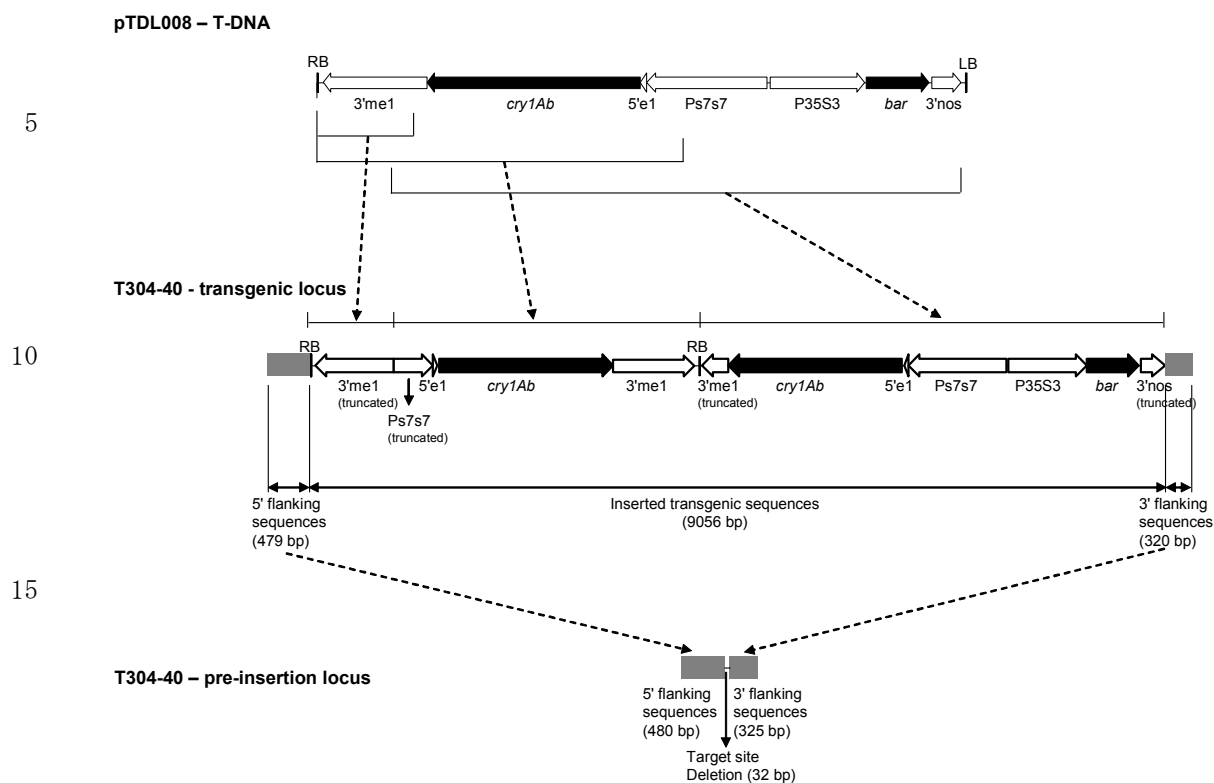 pTDL008 – T-DNA
RB
LB
3'me1
cry1Ab
5'e1
Ps7s7
P35S3
bar
3'nos
5
T304-40 - transgenic locus
10
RB
RB
3'me1
(truncated)
5'e1
cry1Ab
3'me1
3'me1
(truncated)
cry1Ab
5'e1
Ps7s7
P35S3
bar
3'nos
(truncated)
Ps7s7
(truncated)
5' flanking
sequences
(479 bp)
Inserted transgenic sequences
(9056 bp)
3' flanking
sequences
(320 bp)
15
T304-40 – pre-insertion locus
5' flanking
sequences
(480 bp)
3' flanking
sequences
(325 bp)
Target site
Deletion (32 bp)